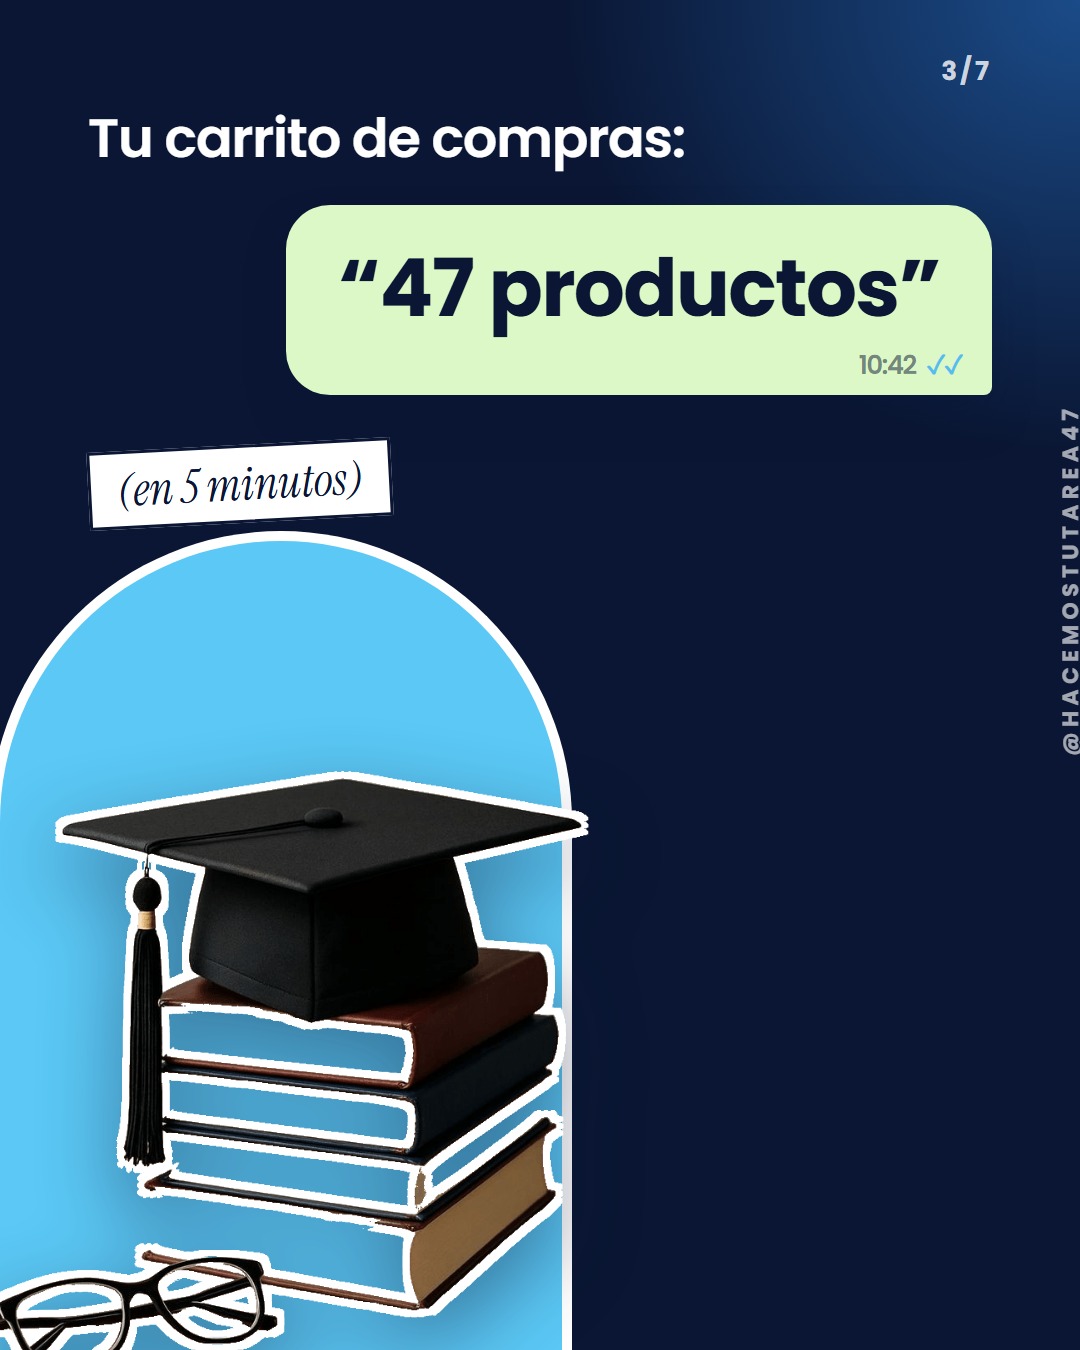 3/7
Tu carrito de compras:
“47 productos”
10:42 ✓✓
(en 5 minutos)
@HACEMOSTUTAREA47